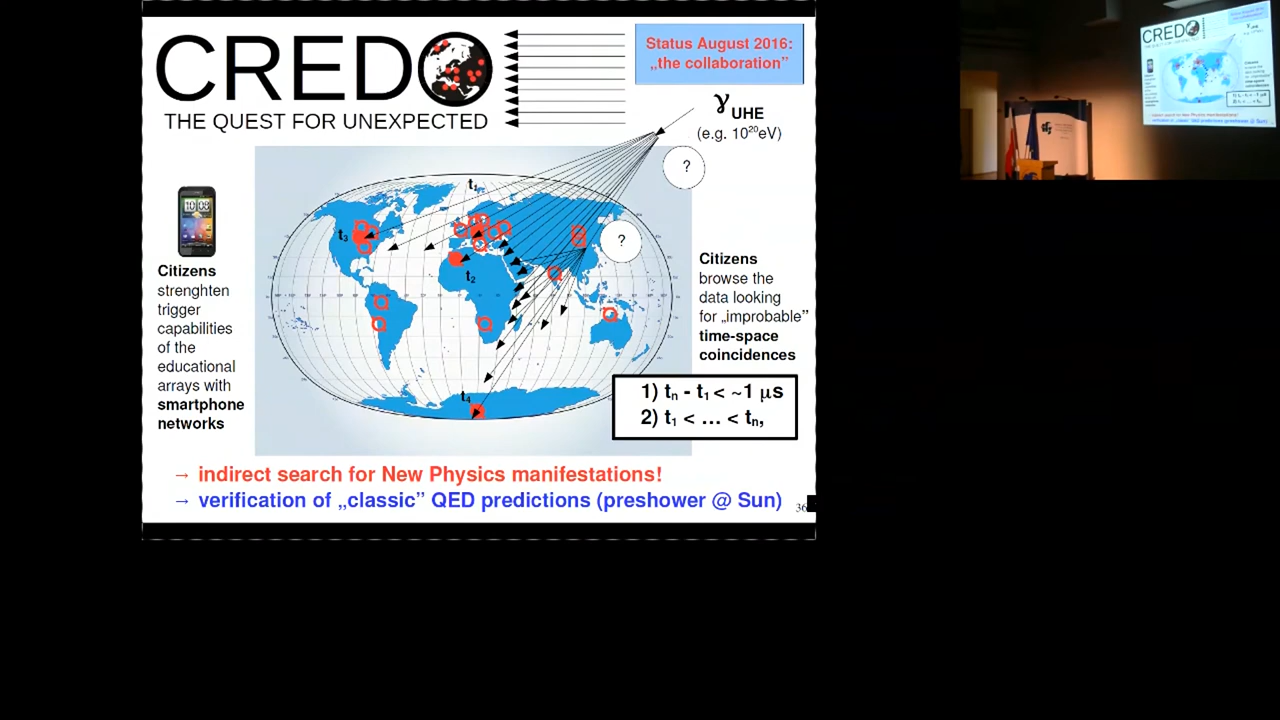 CREDO
THE QUEST FOR UNEXPECTED
Status August 2016:
„the collaboration”
γUHE
(e.g. 10²⁰eV)
?
?
t₁
t₂
t₃
t₄
10 08
Citizens
strenghten
trigger
capabilities
of the
educational
arrays with
smartphone
networks
Citizens
browse the
data looking
for „improbable”
time-space
coincidences
1) tₙ - t₁ < ~1 μs
2) t₁ < ... < tₙ,
→ indirect search for New Physics manifestations!
→ verification of „classic” QED predictions (preshower @ Sun)
36
CREDO